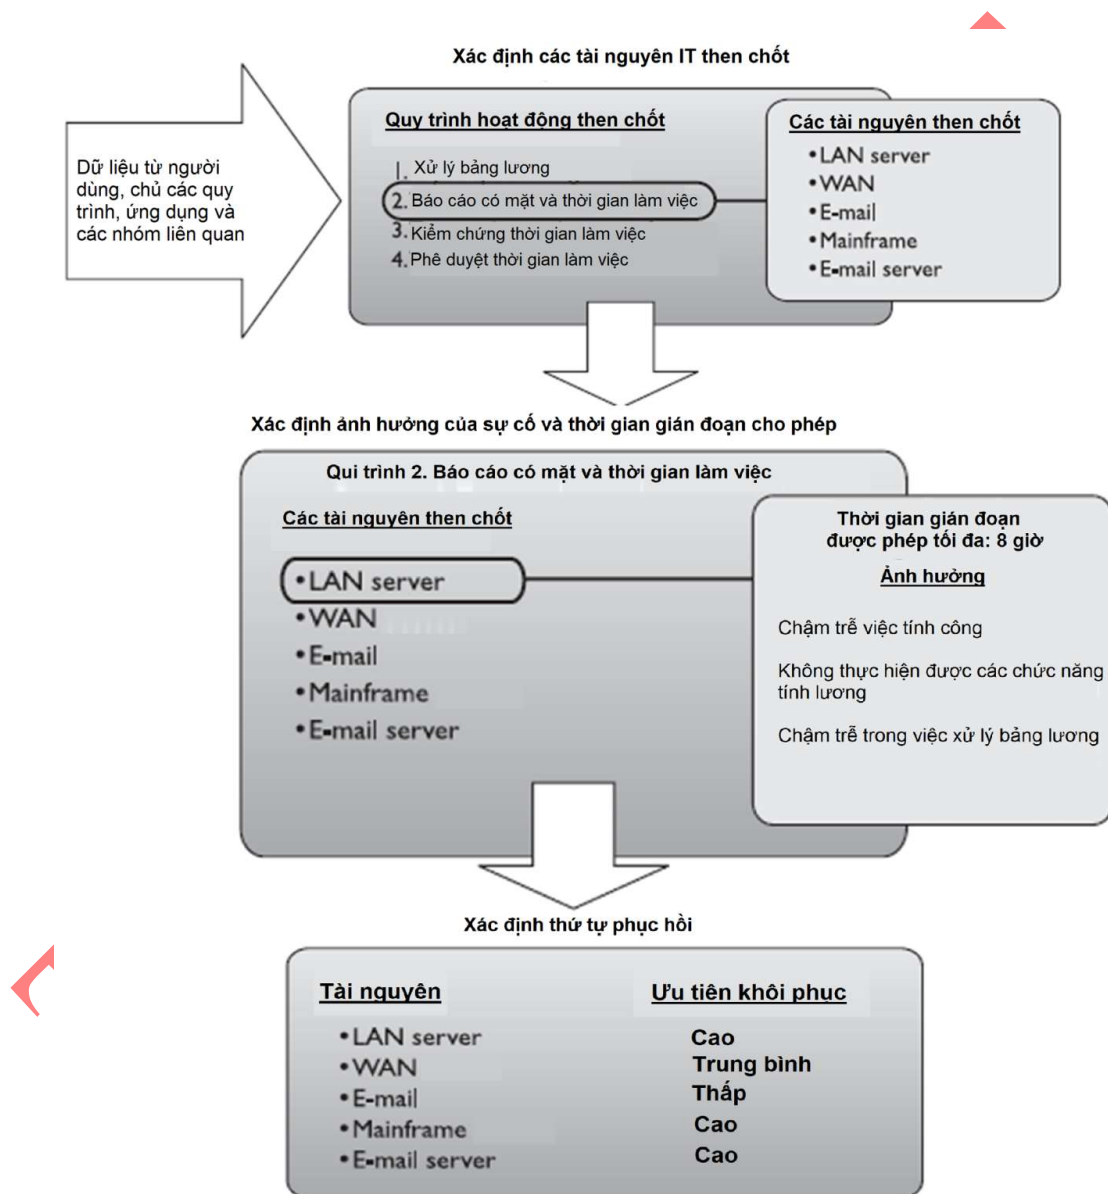 Xác định các tài nguyên IT then chốt
Dữ liệu từ người
dùng, chủ các quy
trình, ứng dụng và
các nhóm liên quan
Quy trình hoạt động then chốt
1. Xử lý bảng lương
2. Báo cáo có mặt và thời gian làm việc
3. Kiểm chứng thời gian làm việc
4. Phê duyệt thời gian làm việc
Các tài nguyên then chốt
•LAN server
•WAN
•E-mail
•Mainframe
•E-mail server
Xác định ảnh hưởng của sự cố và thời gian gián đoạn cho phép
Qui trình 2. Báo cáo có mặt và thời gian làm việc
Các tài nguyên then chốt
•LAN server
•WAN
•E-mail
•Mainframe
•E-mail server
Thời gian gián đoạn
được phép tối đa: 8 giờ
Ảnh hưởng
Chậm trễ việc tính công
Không thực hiện được các chức năng
tính lương
Chậm trễ trong việc xử lý bảng lương
Xác định thứ tự phục hồi
Tài nguyên Ưu tiên khôi phục
•LAN server Cao
•WAN Trung bình
•E-mail Thấp
•Mainframe Cao
•E-mail server Cao